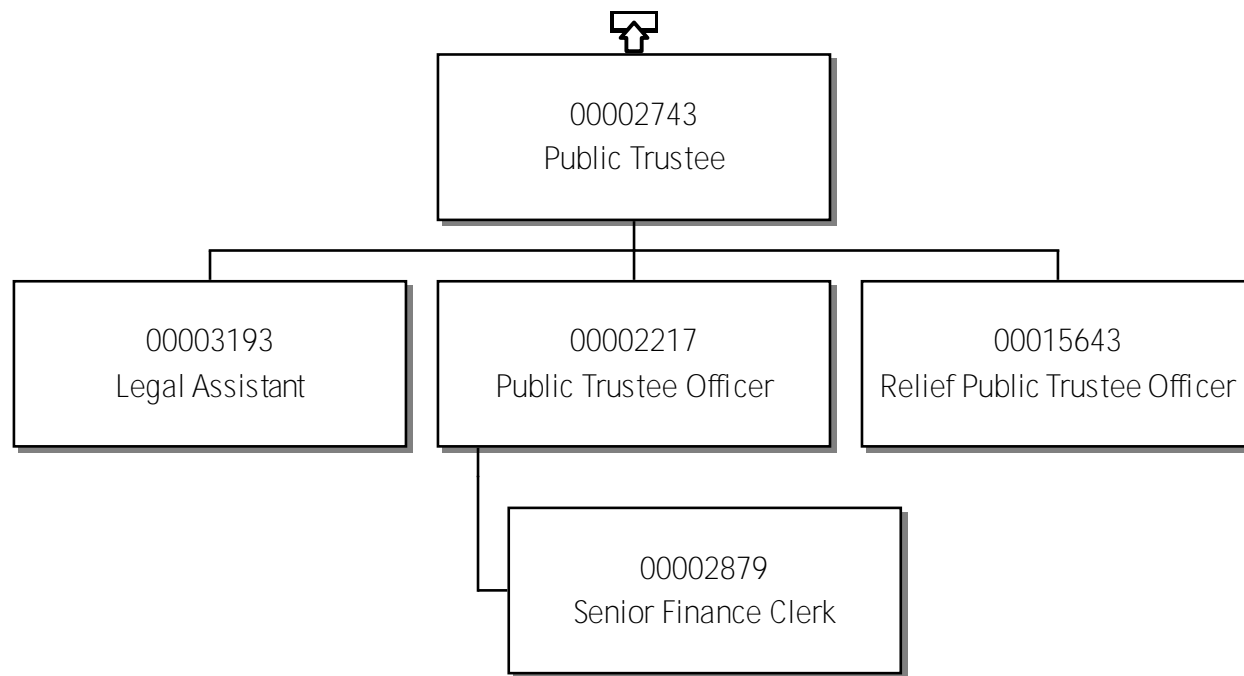 00002743
Public Trustee
00003193
Legal Assistant
00002217
Public Trustee Officer
00015643
Relief Public Trustee Officer
00002879
Senior Finance Clerk